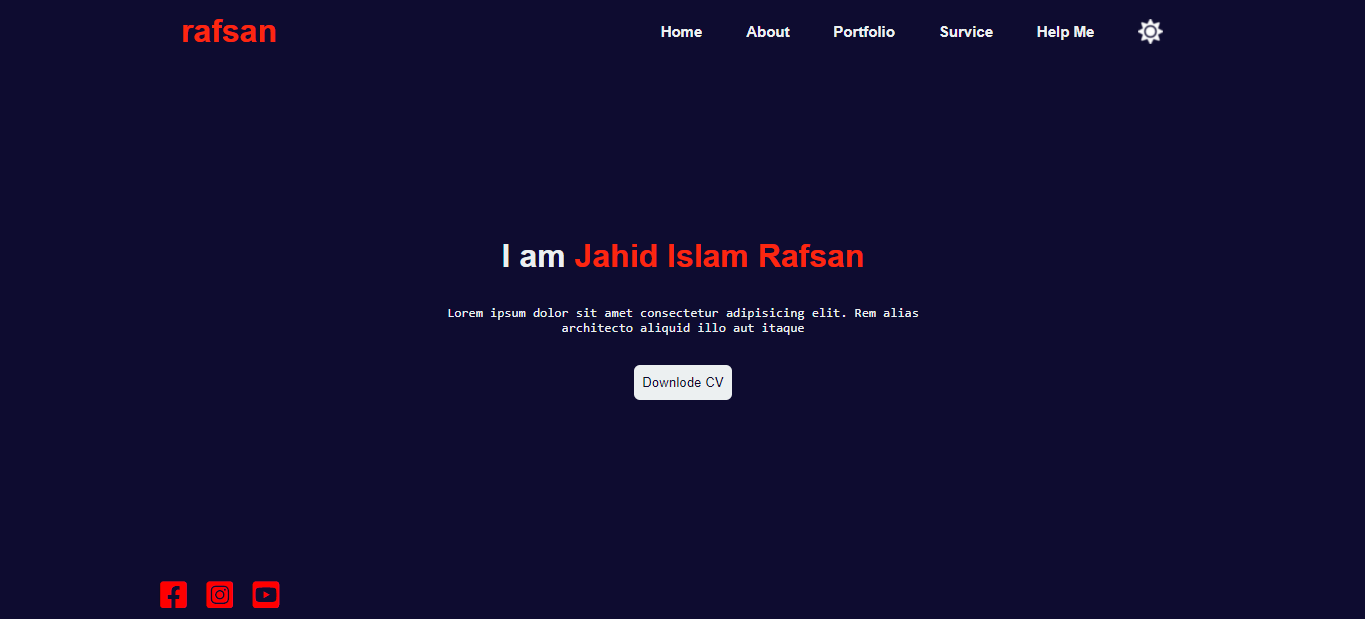 rafsan
Home About Portfolio Survice Help Me
I am Jahid Islam Rafsan
Lorem ipsum dolor sit amet consectetur adipisicing elit. Rem alias
architecto aliquid illo aut itaque
Downlode CV